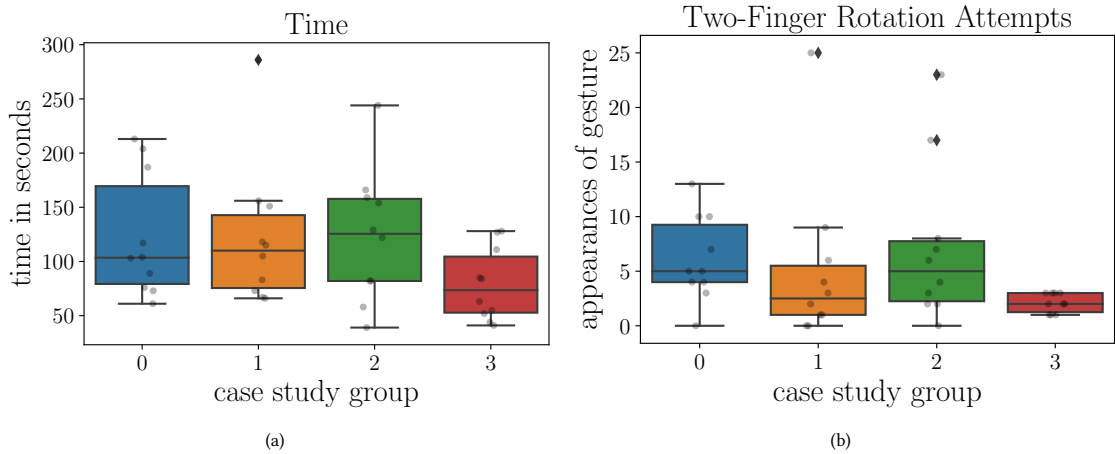 Time
300
250
200
150
100
50
time in seconds
0 1 2 3
case study group
(a)
Two-Finger Rotation Attempts
25
20
15
10
5
0
appearances of gesture
0 1 2 3
case study group
(b)